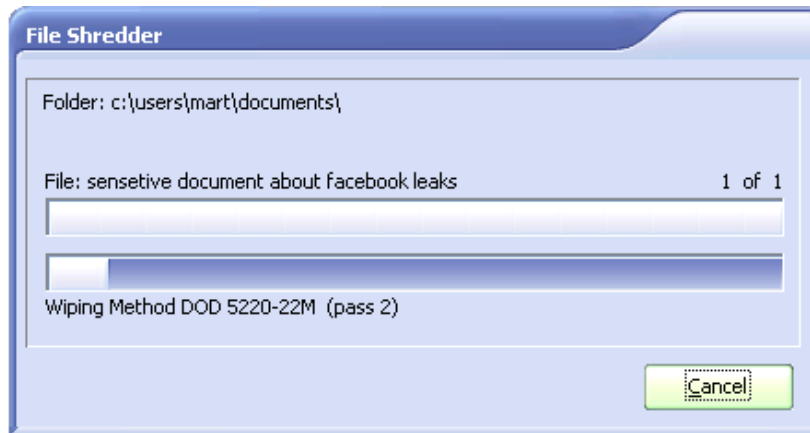 File Shredder
Folder: c:\users\mart\documents\
File: sensetive document about facebook leaks 1 of 1
Wiping Method DOD 5220-22M (pass 2)
Cancel